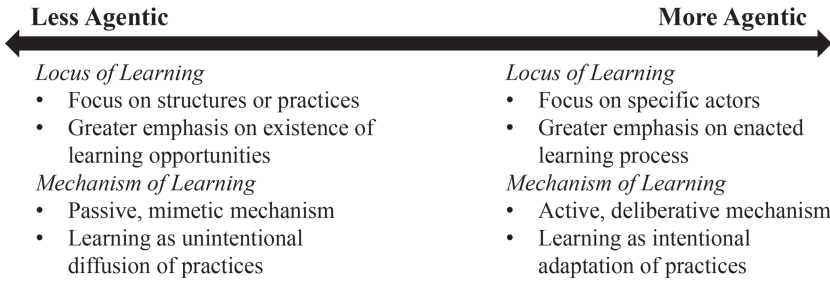 Less Agentic
More Agentic
Locus of Learning
• Focus on structures or practices
• Greater emphasis on existence of
learning opportunities
Mechanism of Learning
• Passive, mimetic mechanism
• Learning as unintentional
diffusion of practices
Locus of Learning
• Focus on specific actors
• Greater emphasis on enacted
learning process
Mechanism of Learning
• Active, deliberative mechanism
• Learning as intentional
adaptation of practices